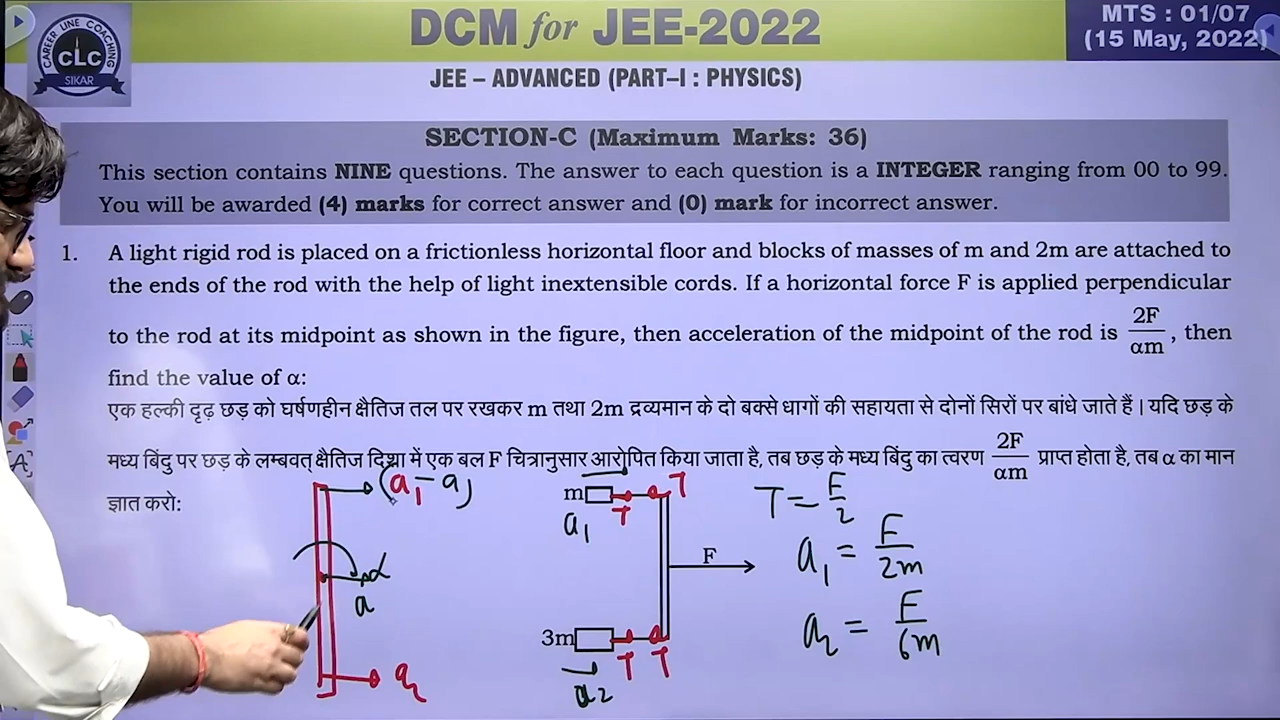 DCM for JEE-2022
MTS : 01/07
(15 May, 2022)
CAREER LINE COACHING
CLC
SIKAR
JEE – ADVANCED (PART–I : PHYSICS)
SECTION-C (Maximum Marks: 36)
This section contains NINE questions. The answer to each question is a INTEGER ranging from 00 to 99.
You will be awarded (4) marks for correct answer and (0) mark for incorrect answer.
1. A light rigid rod is placed on a frictionless horizontal floor and blocks of masses of m and 2m are attached to
the ends of the rod with the help of light inextensible cords. If a horizontal force F is applied perpendicular
to the rod at its midpoint as shown in the figure, then acceleration of the midpoint of the rod is 2F/αm, then
find the value of α:
एक हल्की दृढ़ छड़ को घर्षणहीन क्षैतिज तल पर रखकर m तथा 2m द्रव्यमान के दो बक्से धागों की सहायता से दोनों सिरों पर बांधे जाते हैं। यदि छड़ के
मध्य बिंदु पर छड़ के लम्बवत् क्षैतिज दिशा में एक बल F चित्रानुसार आरोपित किया जाता है, तब छड़ के मध्य बिंदु का त्वरण 2F/αm प्राप्त होता है, तब α का मान
ज्ञात करो:
(a₁ – a)
α
a
a₂
m
T T
a₁
F
3m
T T
a₂
T = F/2
a₁ = F/2m
a₂ = F/6m